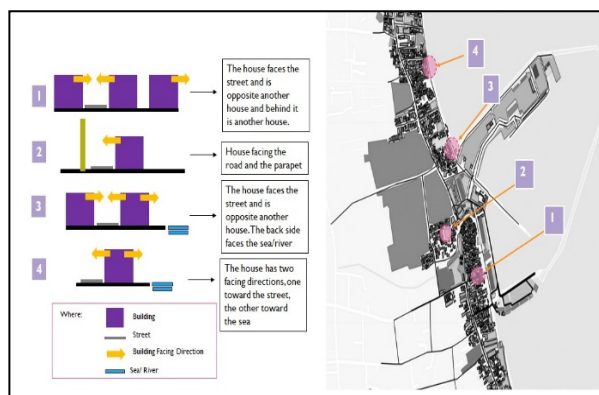 1
The house faces the
street and is
opposite another
house and behind it
is another house.
2
House facing the
road and the parapet
3
The house faces the
street and is
opposite another
house. The back side
faces the sea/river
4
The house has two
facing directions, one
toward the street,
the other toward
the sea
Where:
Building
Street
Building Facing Direction
Sea/ River
4
3
2
1